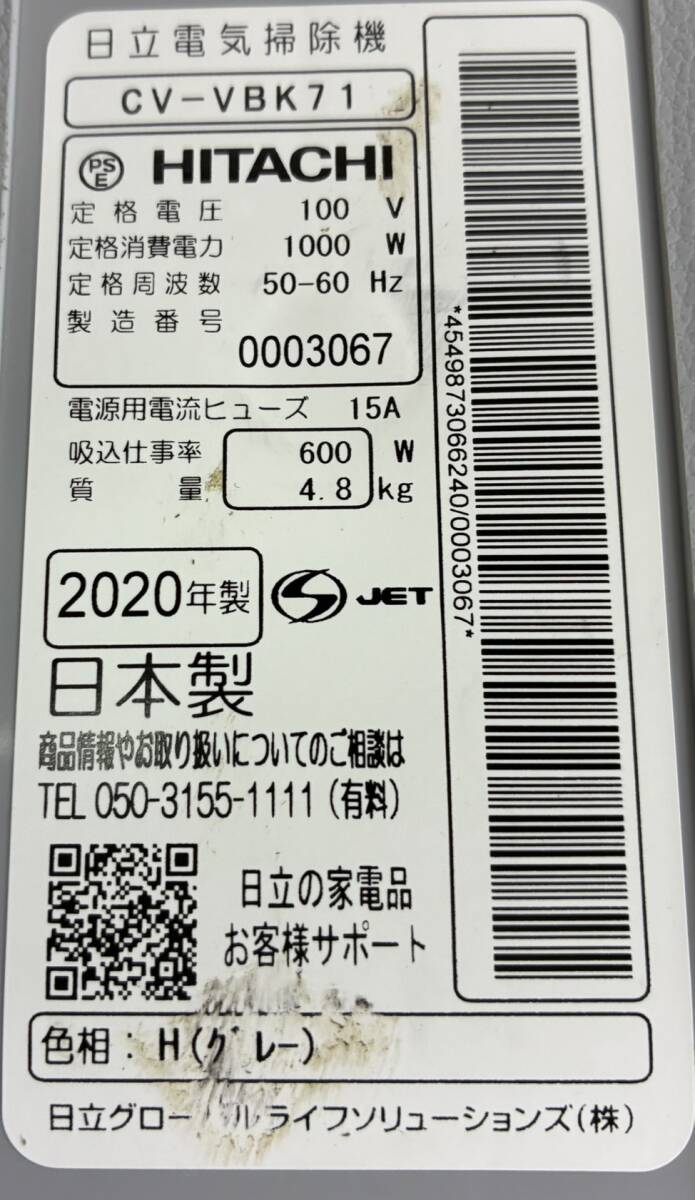 日立電気掃除機
CV-VBK71
PS E HITACHI
定格電圧 100 V
定格消費電力 1000 W
定格周波数 50-60 Hz
製造番号 0003067
電源用電流ヒューズ 15A
吸込仕事率 600 W
質量 4.8 kg
2020年製 JET
日本製
商品情報やお取り扱いについてのご相談は
TEL 050-3155-1111(有料)
日立の家電品
お客様サポート
色相: H(グレー)
日立グローバルライフソリューションズ(株)
*4549873066240/0003067*